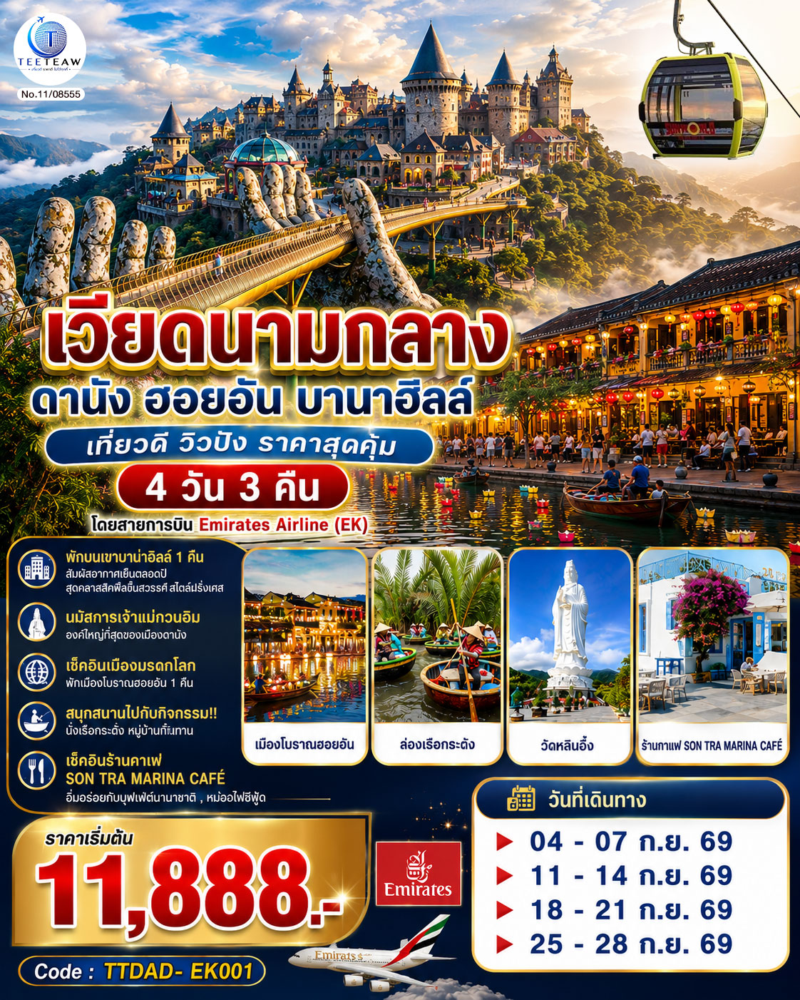 T
TEETEAW
No.11/08555
SUNWORLD
เวียดนามกลาง
ดานัง ฮอยอัน บานาฮีลล์
เที่ยวดี วิวปัง ราคาสุดคุ้ม
4 วัน 3 คืน
โดยสายการบิน Emirates Airline (EK)
พักบนเขาบาน่าฮิลล์ 1 คืน
สัมผัสอากาศเย็นตลอดปี
สุดคลาสสิค สไตล์ฝรั่งเศส
นมัสการเจ้าแม่กวนอิม
องค์ใหญ่ที่สุดของเมืองดานัง
เช็คอินเมืองมรดกโลก
พักเมืองโบราณฮอยอัน 1 คืน
สนุกสนานไปกับกิจกรรม!!
นั่งเรือกระด้ง หมู่บ้านกั๊มทาน
เช็คอินร้านคาเฟ่
SON TRA MARINA CAFÉ
อิ่มอร่อยกับบุฟเฟ่ต์นานาชาติ , หม้อไฟซีฟู้ด
เมืองโบราณฮอยอัน
ล่องเรือกระด้ง
วัดหลินอึ๋ง
ร้านกาแฟ SON TRA MARINA CAFÉ
ราคาเริ่มต้น
11,888.-
Code : TTDAD- EK001
Emirates
Emirats
วันที่เดินทาง
04 - 07 ก.ย. 69
11 - 14 ก.ย. 69
18 - 21 ก.ย. 69
25 - 28 ก.ย. 69